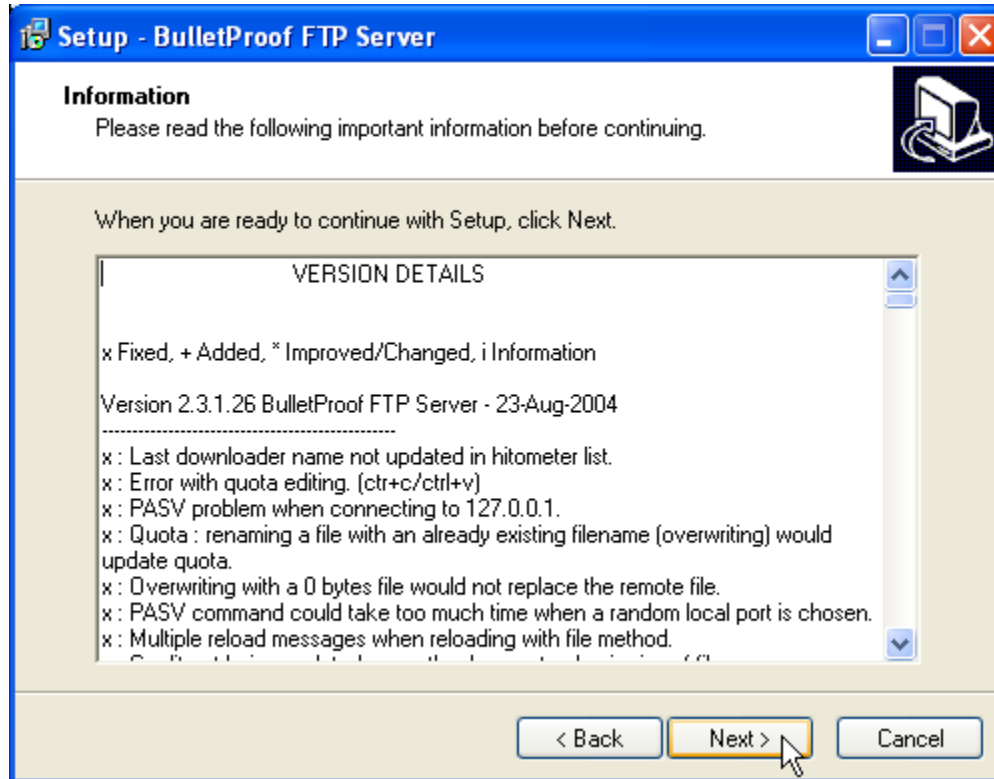 Setup - BulletProof FTP Server
Information
Please read the following important information before continuing.
When you are ready to continue with Setup, click Next.
VERSION DETAILS
x Fixed, + Added, * Improved/Changed, i Information
Version 2.3.1.26 BulletProof FTP Server - 23-Aug-2004
-------------------------------------------------
x : Last downloader name not updated in hitometer list.
x : Error with quota editing. (ctr+c/ctrl+v)
x : PASV problem when connecting to 127.0.0.1.
x : Quota : renaming a file with an already existing filename (overwriting) would
update quota.
x : Overwriting with a 0 bytes file would not replace the remote file.
x : PASV command could take too much time when a random local port is chosen.
x : Multiple reload messages when reloading with file method.
< Back
Next >
Cancel